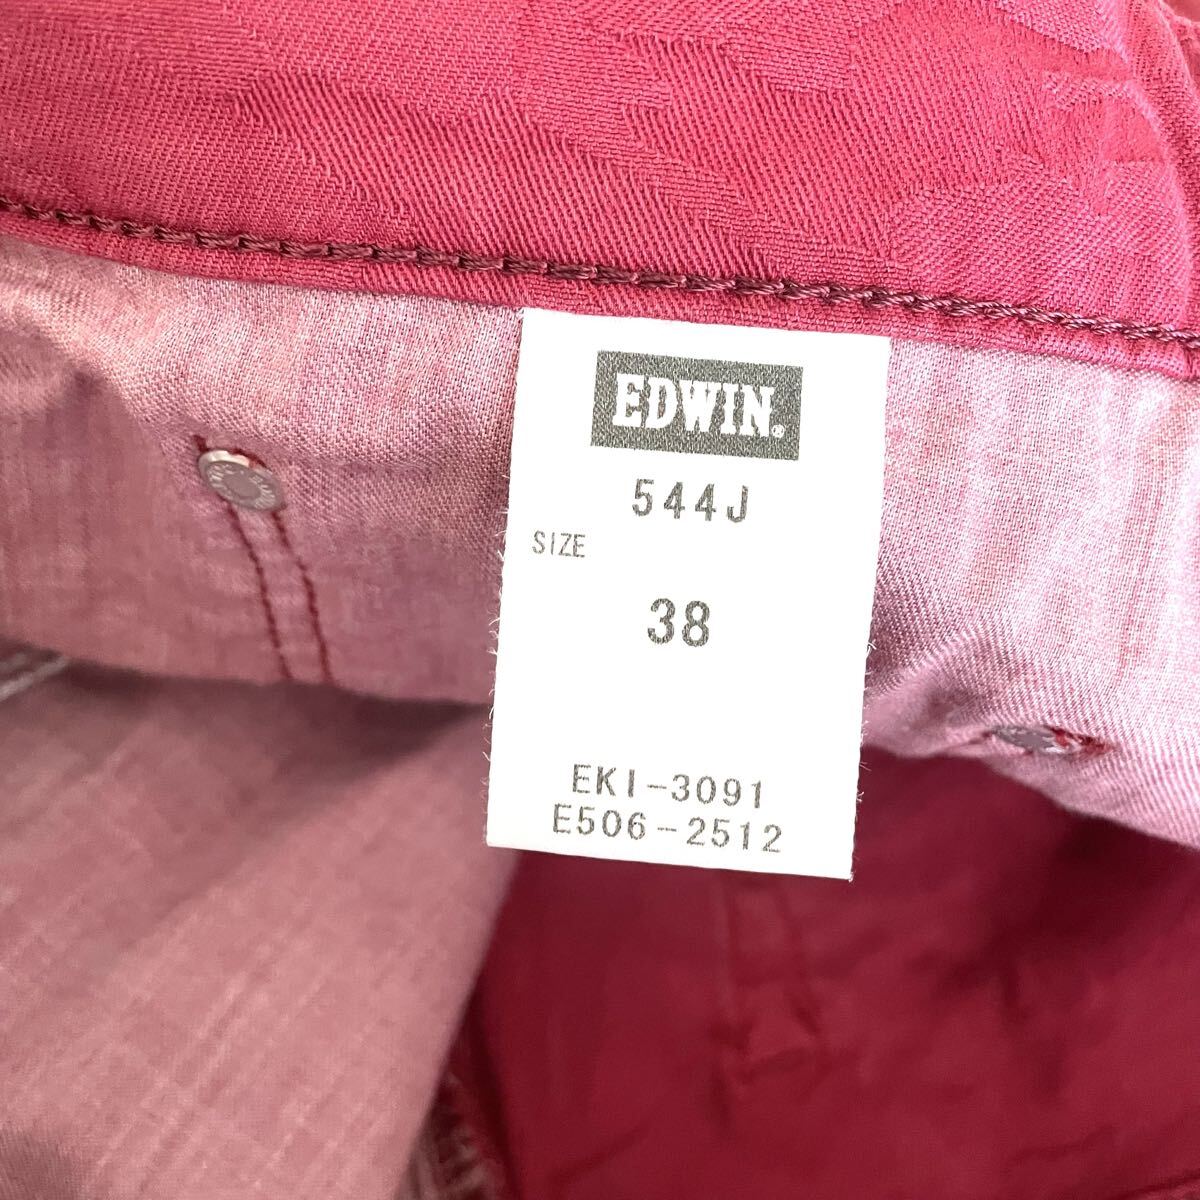 EDWIN®
544J
SIZE
38
EKI-3091
E506-2512